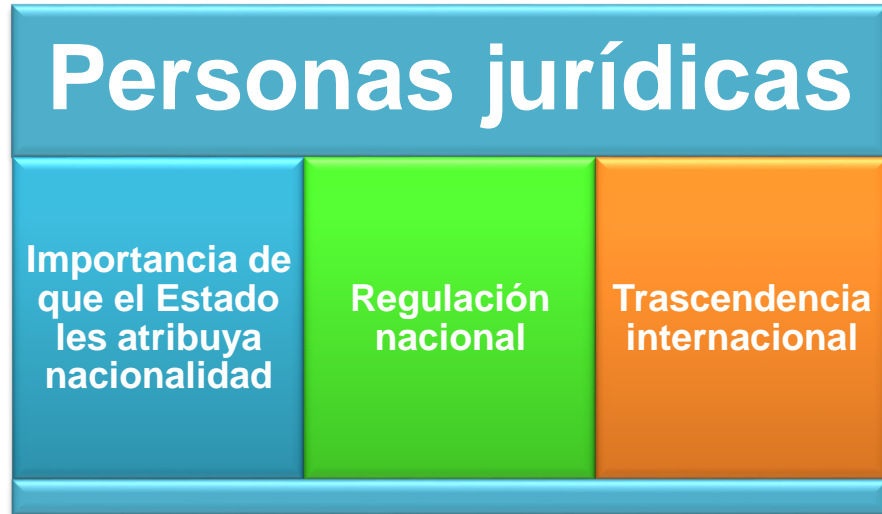 Personas jurídicas
Importancia de
que el Estado
les atribuya
nacionalidad
Regulación
nacional
Trascendencia
internacional